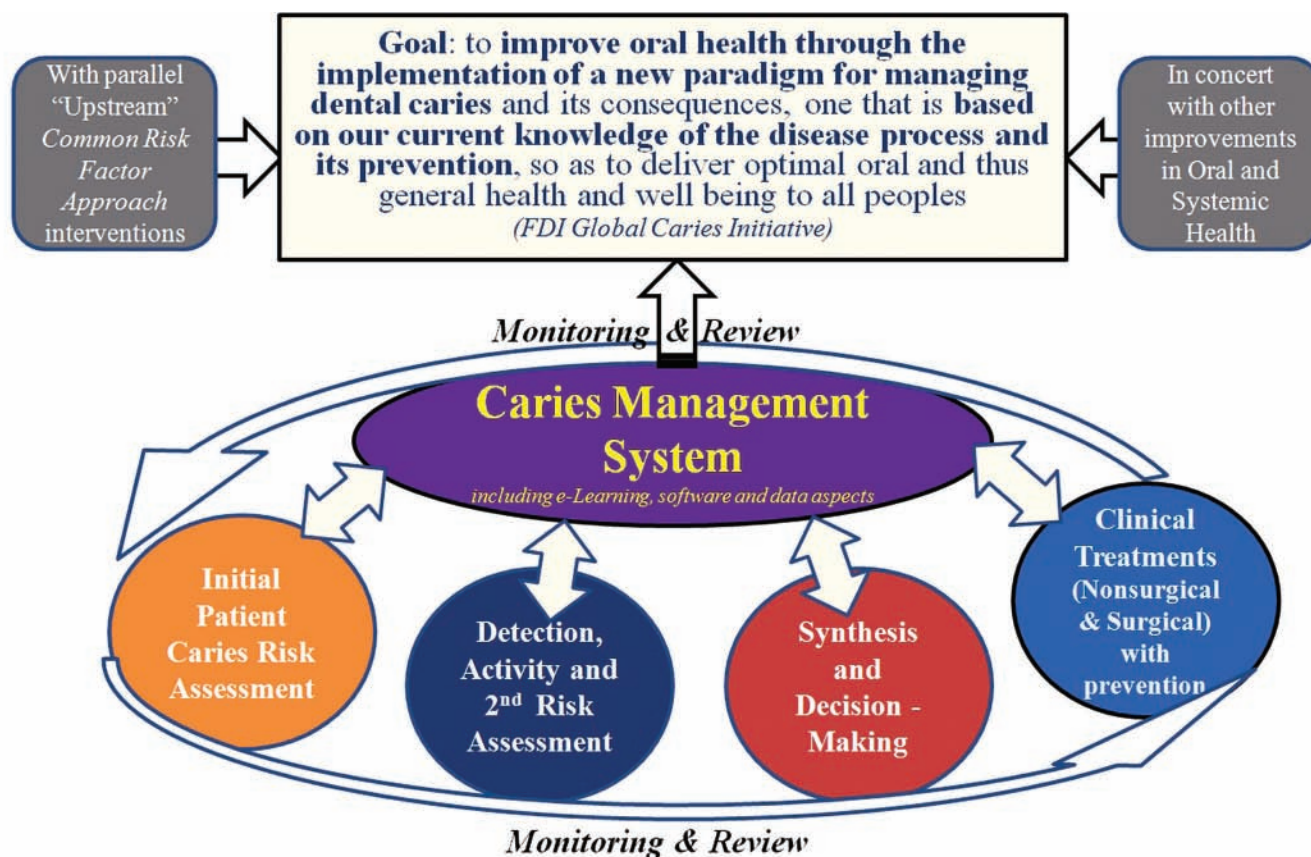 Goal: to improve oral health through the
implementation of a new paradigm for managing
dental caries and its consequences, one that is based
on our current knowledge of the disease process and
its prevention, so as to deliver optimal oral and thus
general health and well being to all peoples
(FDI Global Caries Initiative)
With parallel
“Upstream”
Common Risk
Factor
Approach
interventions
In concert
with other
improvements
in Oral and
Systemic
Health
Monitoring & Review
Caries Management
System
including e-Learning, software and data aspects
Initial
Patient
Caries Risk
Assessment
Detection,
Activity and
2nd Risk
Assessment
Synthesis
and
Decision -
Making
Clinical
Treatments
(Nonsurgical
& Surgical)
with
prevention
Monitoring & Review